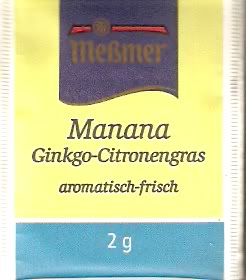 Meßmer
Manana
Ginkgo-Citronengras
aromatisch-frisch
2 g